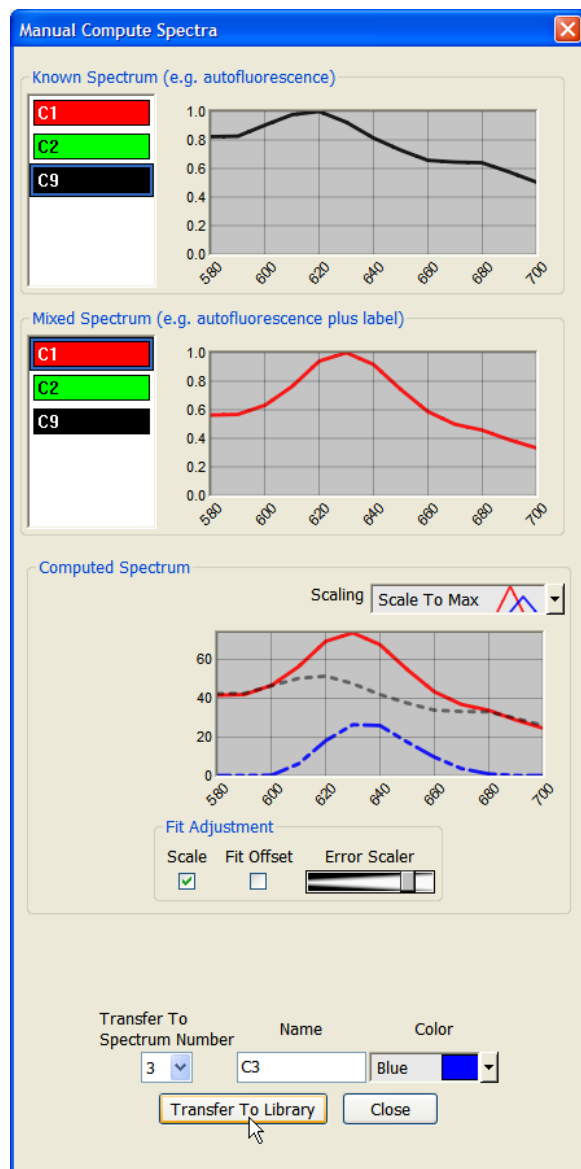 Manual Compute Spectra
Known Spectrum (e.g. autofluorescence)
C1
C2
C9
1.0
0.8
0.6
0.4
0.2
0.0
580 600 620 640 660 680 700
Mixed Spectrum (e.g. autofluorescence plus label)
C1
C2
C9
1.0
0.8
0.6
0.4
0.2
0.0
580 600 620 640 660 680 700
Computed Spectrum
Scaling Scale To Max
60
40
20
0
580 600 620 640 660 680 700
Fit Adjustment
Scale Fit Offset Error Scaler
Transfer To
Spectrum Number Name Color
3 C3 Blue
Transfer To Library Close